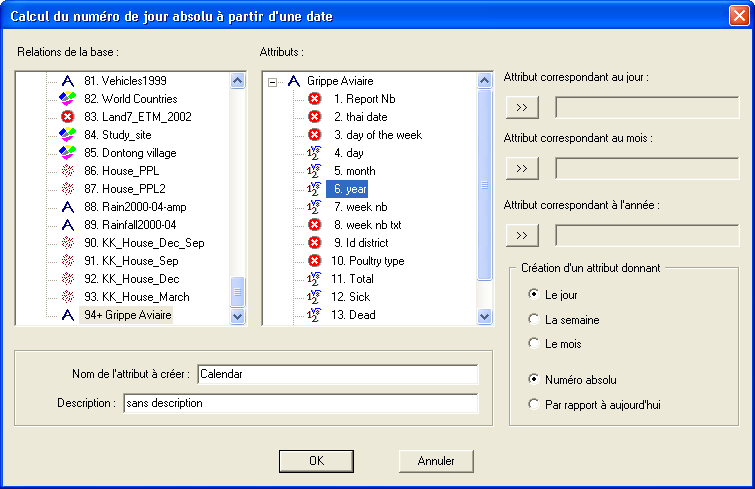 Calcul du numéro de jour absolu à partir d'une date
Relations de la base :
81. Vehicles1999
82. World Countries
83. Land7_ETM_2002
84. Study_site
85. Dontong village
86. House_PPL
87. House_PPL2
88. Rain2000-04-amp
89. Rainfall2000-04
90. KK_House_Dec_Sep
91. KK_House_Sep
92. KK_House_Dec
93. KK_House_March
94+ Grippe Aviaire
Attributs :
Grippe Aviaire
1. Report Nb
2. thai date
3. day of the week
4. day
5. month
6. year
7. week nb
8. week nb txt
9. Id district
10. Poultry type
11. Total
12. Sick
13. Dead
Attribut correspondant au jour :
>>
Attribut correspondant au mois :
>>
Attribut correspondant à l'année :
>>
Création d'un attribut donnant
Le jour
La semaine
Le mois
Numéro absolu
Par rapport à aujourd'hui
Nom de l'attribut à créer : Calendar
Description : sans description
OK
Annuler